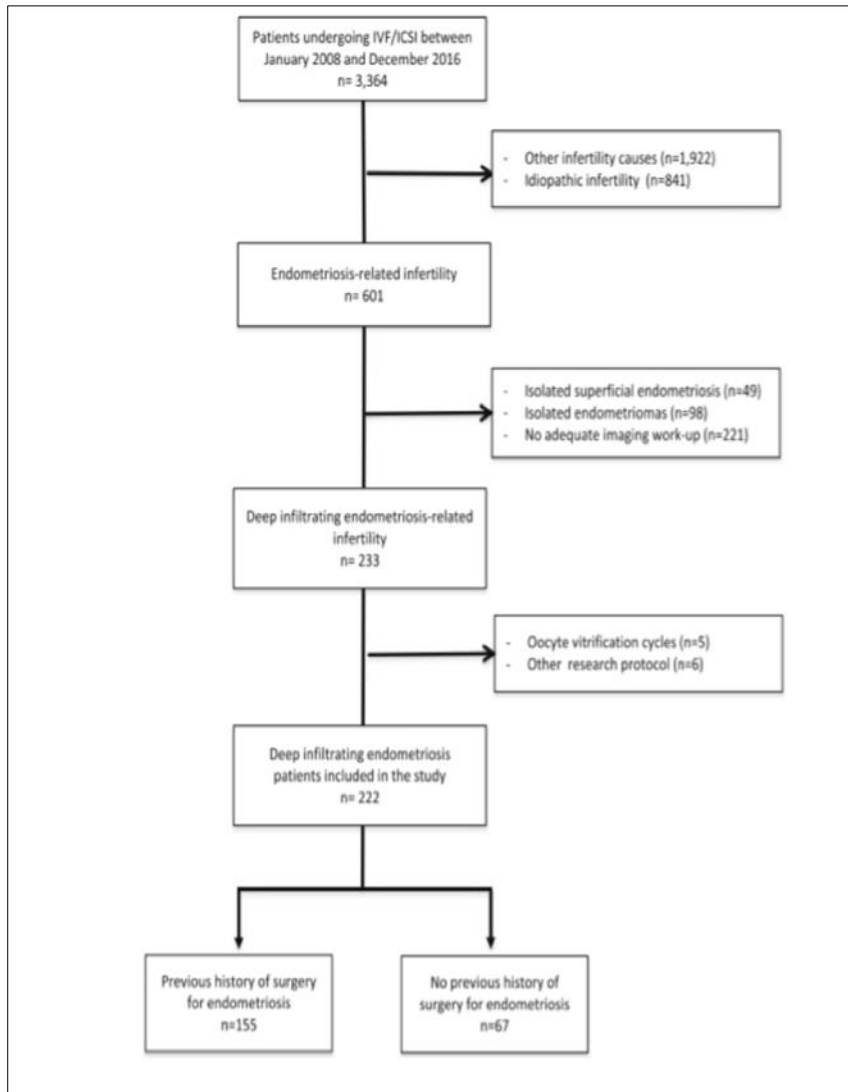 Patients undergoing IVF/ICSI between
January 2008 and December 2016
n= 3,364
- Other infertility causes (n=1,922)
- Idiopathic infertility (n=841)
Endometriosis-related infertility
n= 601
- Isolated superficial endometriosis (n=49)
- Isolated endometriomas (n=98)
- No adequate imaging work-up (n=221)
Deep infiltrating endometriosis-related
infertility
n= 233
- Oocyte vitrification cycles (n=5)
- Other research protocol (n=6)
Deep infiltrating endometriosis
patients included in the study
n= 222
Previous history of surgery
for endometriosis
n=155
No previous history of
surgery for endometriosis
n=67